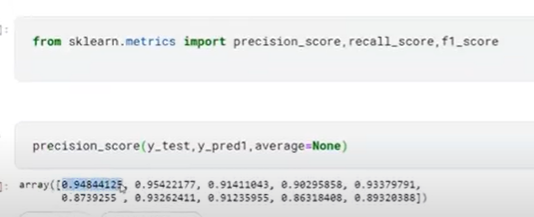 from sklearn.metrics import precision_score,recall_score,f1_score
precision_score(y_test,y_pred1,average=None)
array([0.94844125, 0.95422177, 0.91411043, 0.90295858, 0.93379791,
0.8739255 , 0.93262411, 0.91235955, 0.86318408, 0.89320388])